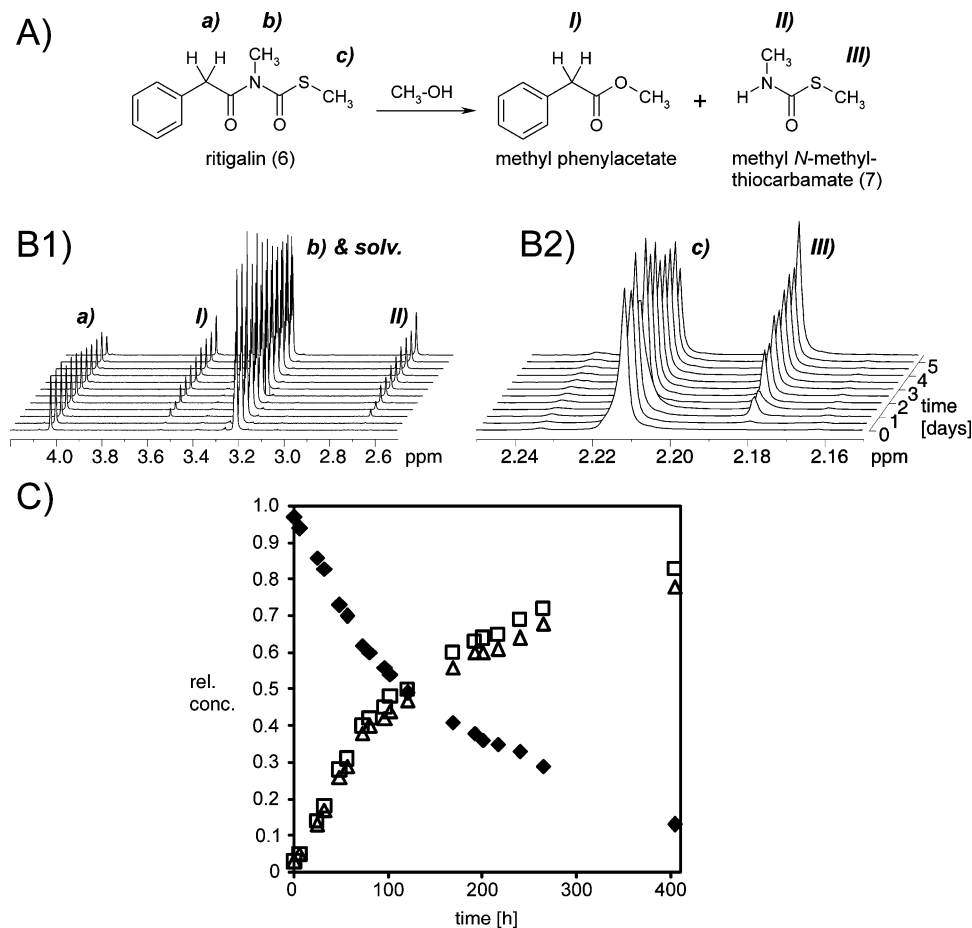 A)
a) b) c) I) II) III)
H H CH3 N S CH3 O O
CH3-OH
H H O CH3 O
+
CH3 H N S CH3 O
ritigalin (6)
methyl phenylacetate
methyl N-methyl-
thiocarbamate (7)
B1)
b) & solv.
a)
I)
II)
4.0 3.8 3.6 3.4 3.2 3.0 2.8 2.6 ppm
B2)
c)
III)
2.24 2.22 2.20 2.18 2.16 ppm
0 1 2 3 4 5
time
[days]
C)
1.0
0.9
0.8
0.7
0.6
0.5
0.4
0.3
0.2
0.1
0
rel.
conc.
0 100 200 300 400
time [h]